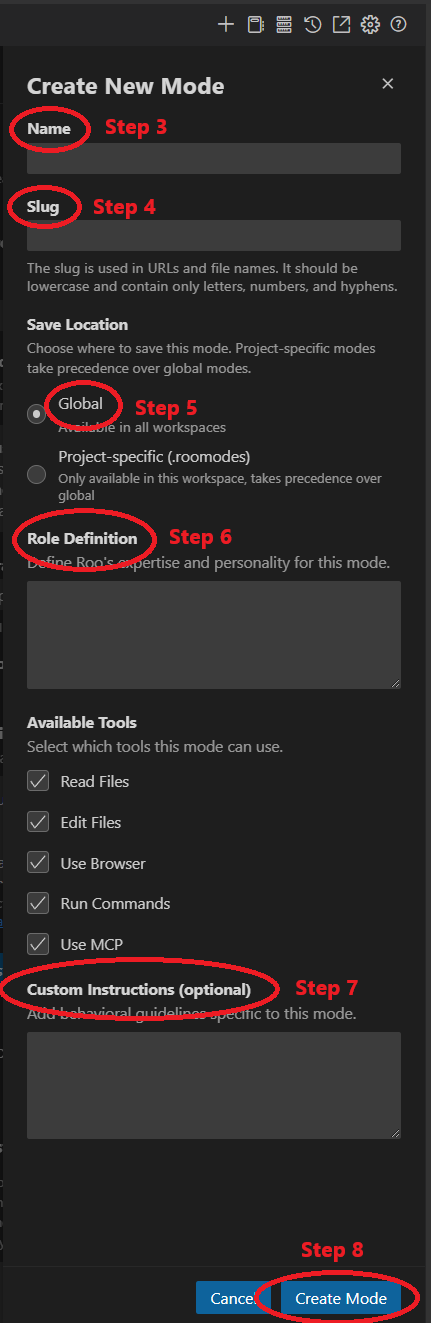 Create New Mode
Name Step 3
Slug Step 4
The slug is used in URLs and file names. It should be
lowercase and contain only letters, numbers, and hyphens.
Save Location
Choose where to save this mode. Project-specific modes
take precedence over global modes.
Global Step 5
Available in all workspaces
Project-specific (.roomodes)
Only available in this workspace, takes precedence over
global
Role Definition Step 6
Define Roo's expertise and personality for this mode.
Available Tools
Select which tools this mode can use.
Read Files
Edit Files
Use Browser
Run Commands
Use MCP
Custom Instructions (optional) Step 7
Add behavioral guidelines specific to this mode.
Step 8
Cancel Create Mode